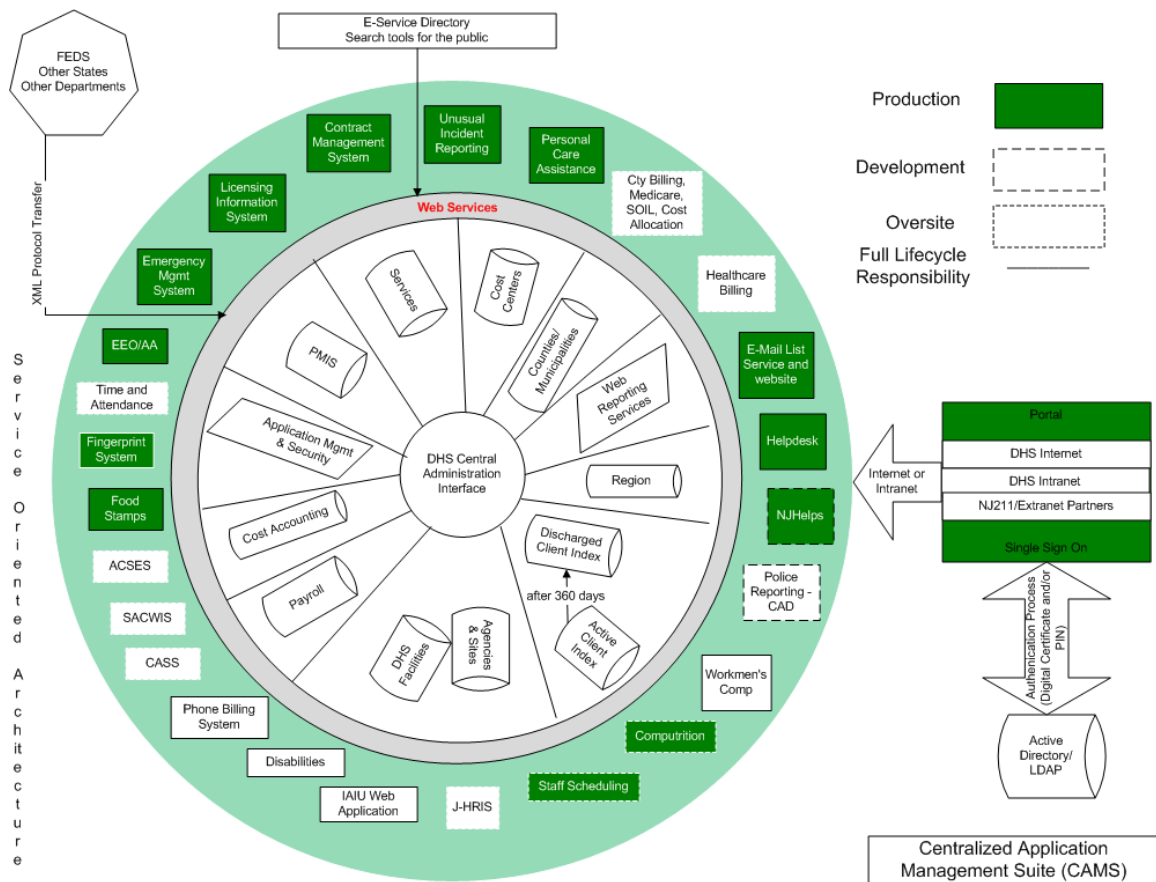 E-Service Directory
Search tools for the public
FEDS
Other States
Other Departments
XML Protocol Transfer
Service Oriented Architecture
Web Services
Contract
Management
System
Unusual
Incident
Reporting
Personal
Care
Assistance
Cty Billing,
Medicare,
SOIL, Cost
Allocation
Healthcare
Billing
E-Mail List
Service and
website
Helpdesk
NJHelps
Police
Reporting -
CAD
Workmen's
Comp
Computrition
Staff Scheduling
J-HRIS
IAIU Web
Application
Disabilities
Phone Billing
System
CASS
SACWIS
ACSES
Food
Stamps
Fingerprint
System
Time and
Attendance
EEO/AA
Emergency
Mgmt
System
Licensing
Information
System
Services
Cost
Centers
Counties/
Municipalities
Web
Reporting
Services
Region
Discharged
Client Index
after 360 days
Active
Client
Index
Agencies
& Sites
DHS
Facilities
Payroll
Cost Accounting
Application Mgmt
& Security
PMIS
DHS Central
Administration
Interface
Production
Development
Oversite
Full Lifecycle
Responsibility
Internet or
Intranet
Portal
DHS Internet
DHS Intranet
NJ211/Extranet Partners
Single Sign On
Authenication Process
(Digital Certificate and/or
PIN)
Active
Directory/
LDAP
Centralized Application
Management Suite (CAMS)